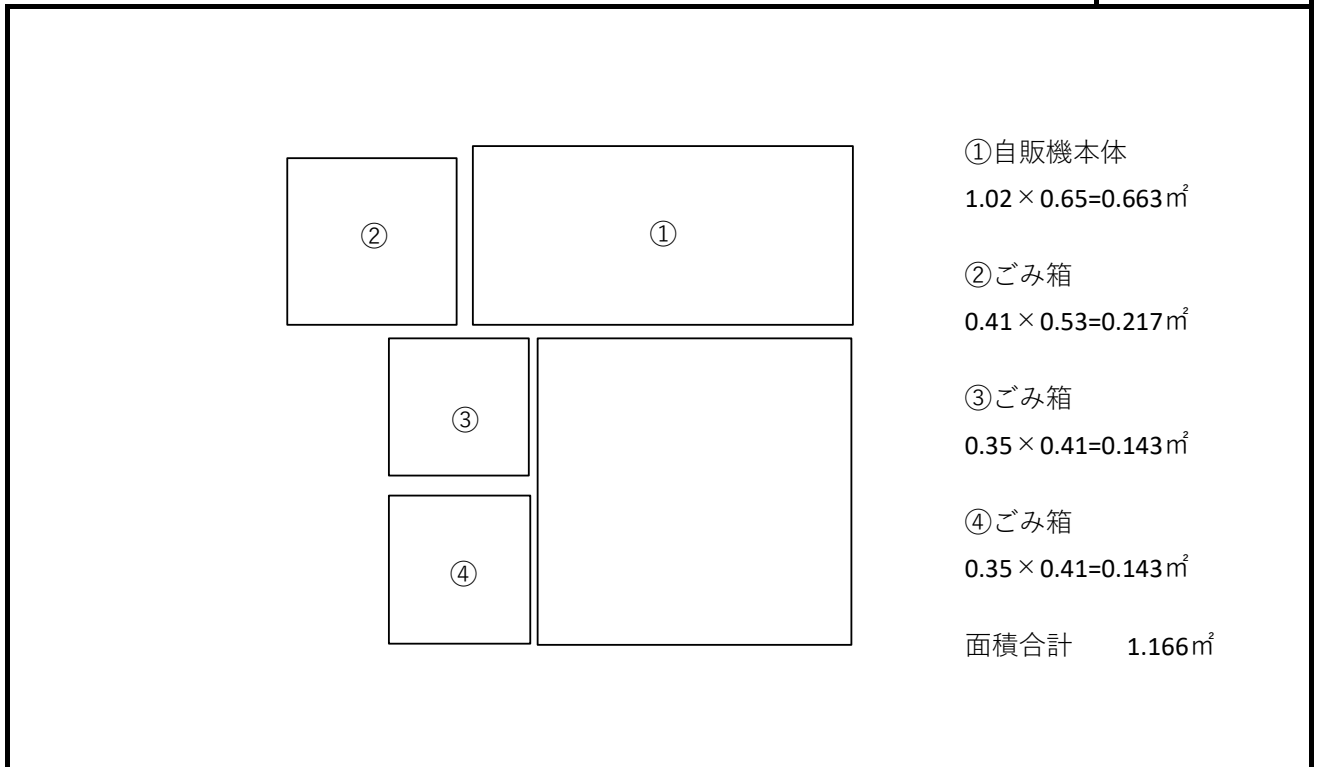 ①自販機本体
1.02×0.65=0.663㎡
②ごみ箱
0.41×0.53=0.217㎡
③ごみ箱
0.35×0.41=0.143㎡
④ごみ箱
0.35×0.41=0.143㎡
面積合計 1.166㎡
②
①
③
④